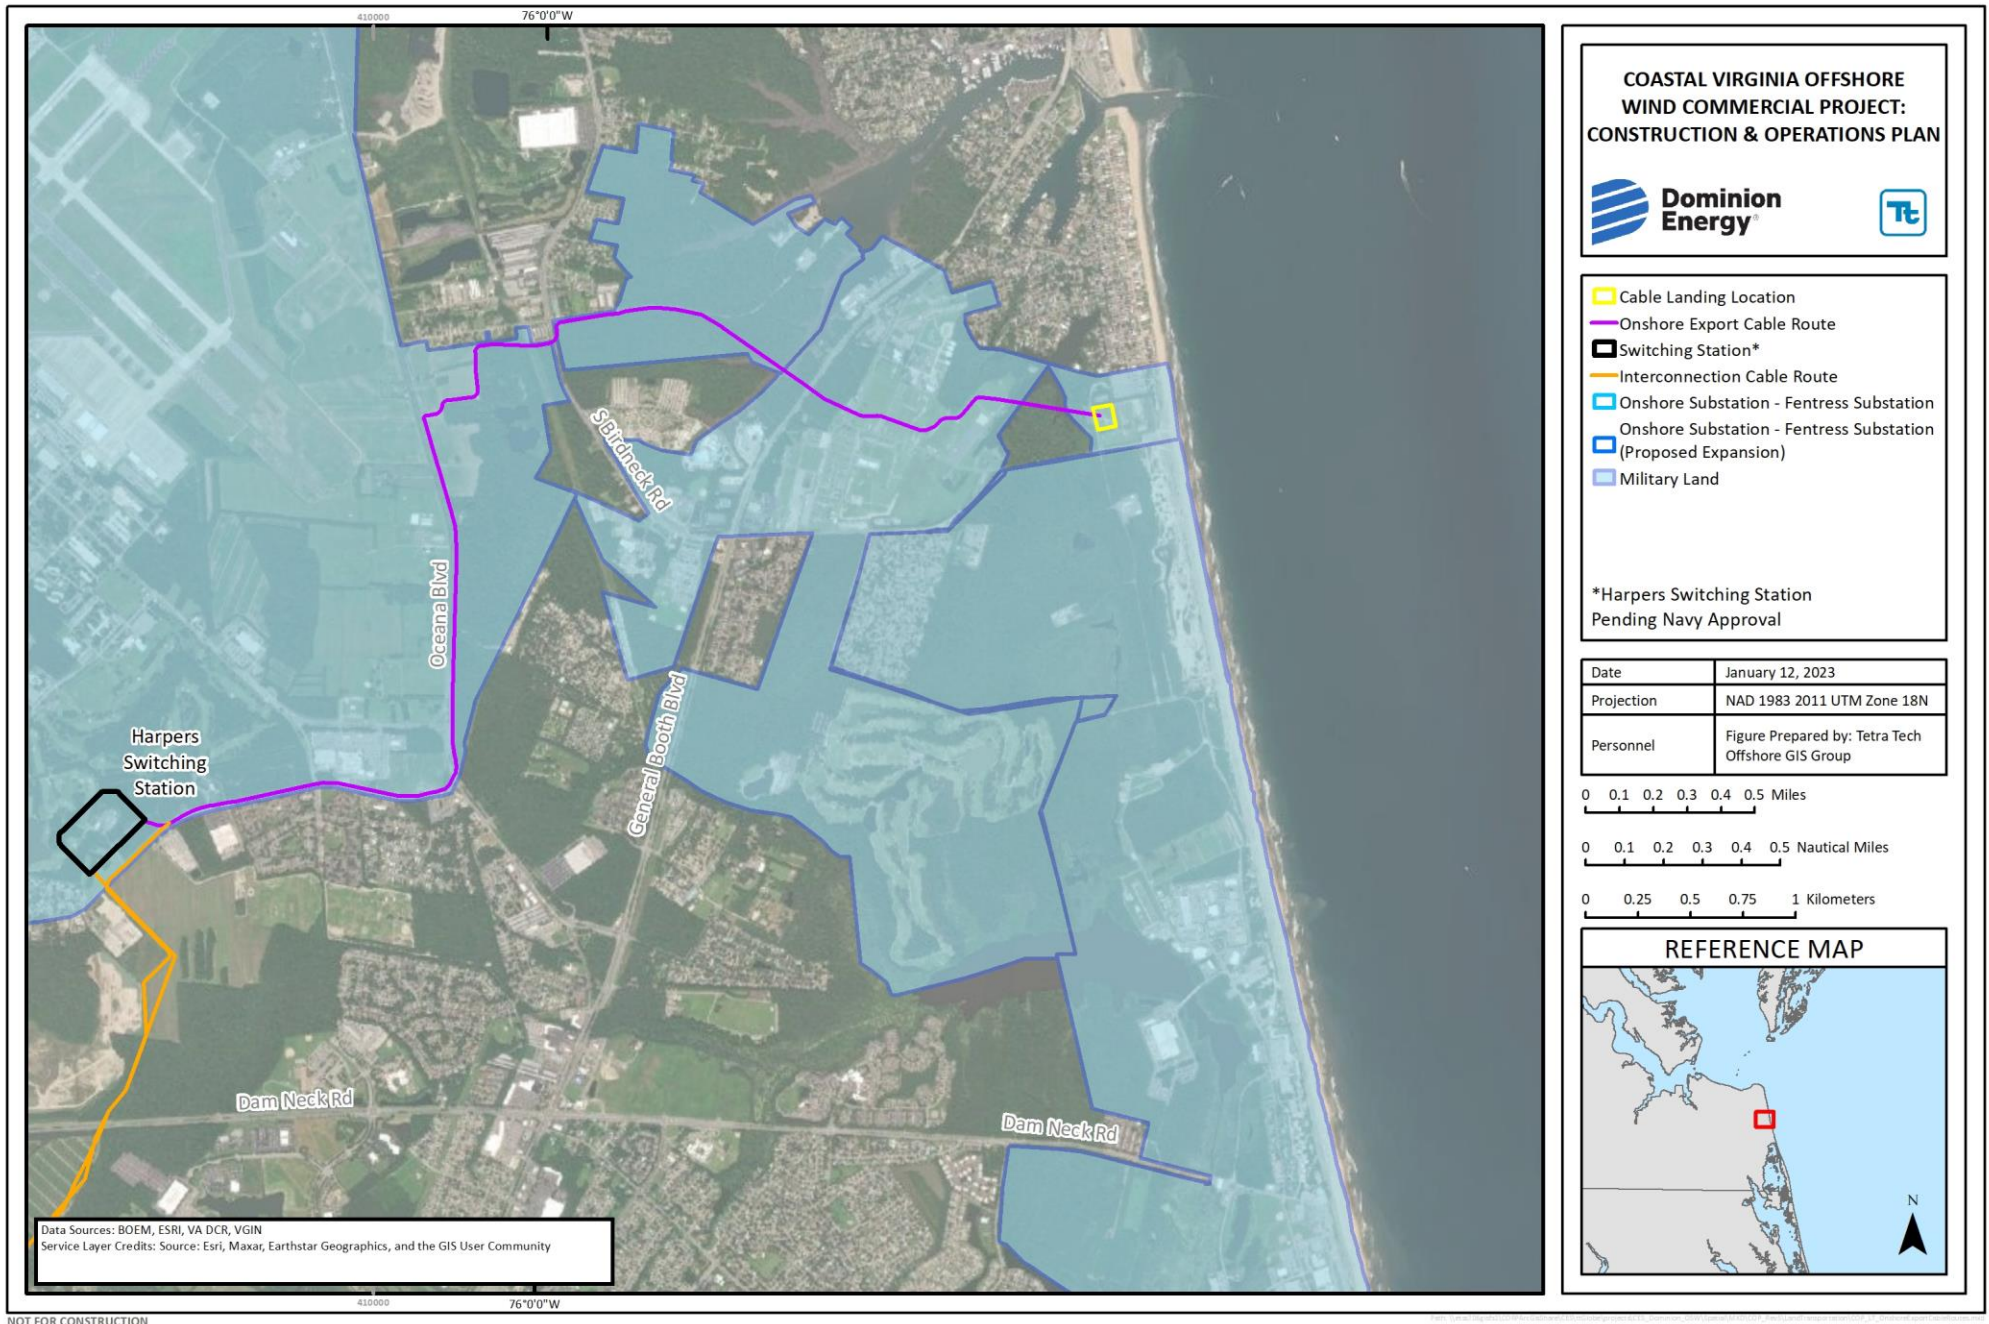 410000
76°0'0"W
COASTAL VIRGINIA OFFSHORE
WIND COMMERCIAL PROJECT:
CONSTRUCTION & OPERATIONS PLAN
Dominion
Energy®
Tt
Cable Landing Location
Onshore Export Cable Route
Switching Station*
Interconnection Cable Route
Onshore Substation - Fentress Substation
Onshore Substation - Fentress Substation
(Proposed Expansion)
Military Land
*Harpers Switching Station
Pending Navy Approval
Date January 12, 2023
Projection NAD 1983 2011 UTM Zone 18N
Personnel Figure Prepared by: Tetra Tech
Offshore GIS Group
0 0.1 0.2 0.3 0.4 0.5 Miles
0 0.1 0.2 0.3 0.4 0.5 Nautical Miles
0 0.25 0.5 0.75 1 Kilometers
REFERENCE MAP
N
S Birdneck Rd
Oceana Blvd
General Booth Blvd
Harpers
Switching
Station
Dam Neck Rd
Dam Neck Rd
Data Sources: BOEM, ESRI, VA DCR, VGIN
Service Layer Credits: Source: Esri, Maxar, Earthstar Geographics, and the GIS User Community
410000
76°0'0"W
NOT FOR CONSTRUCTION